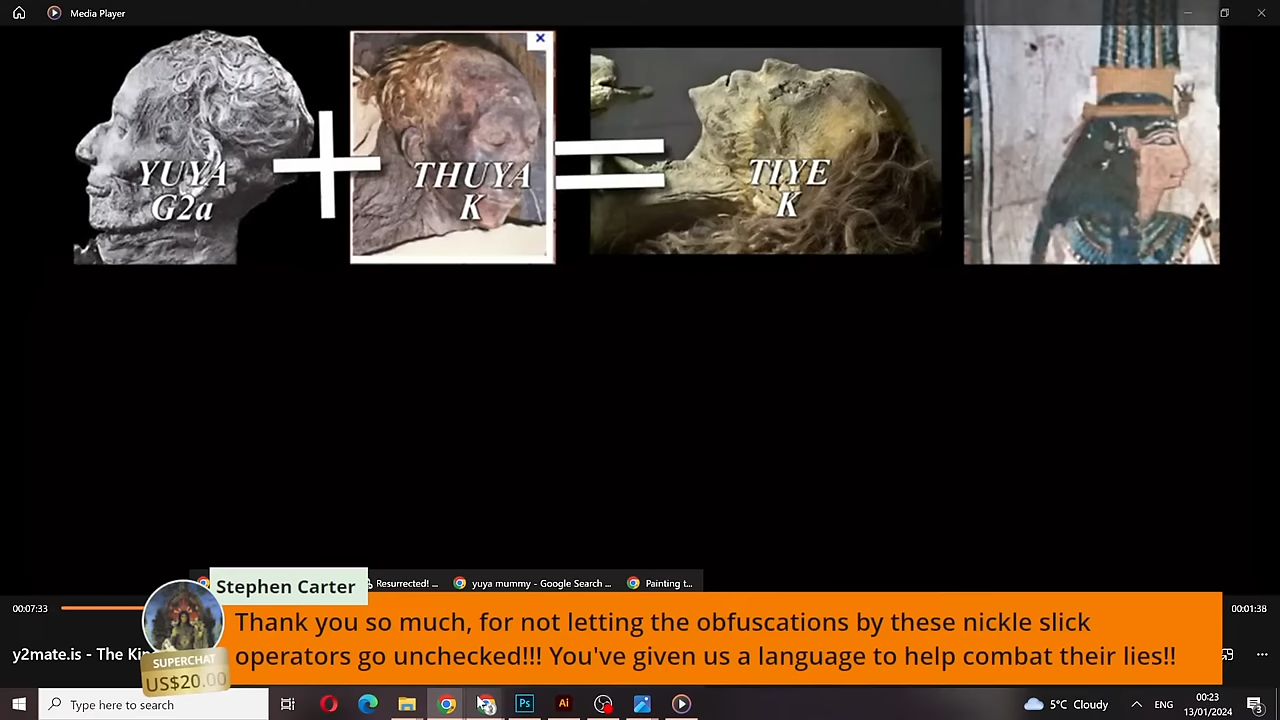 Media Player
YUYA
G2a
THUYA
K
TIYE
K
Resurrected! ...
yuya mummy - Google Search ...
Painting t...
Stephen Carter
00:07:33
00:01:38
Thank you so much, for not letting the obfuscations by these nickle slick
operators go unchecked!!! You've given us a language to help combat their lies!!
y2mate.is - The Kin
SUPERCHAT
US$20.00
Type here to search
Ps
Ai
5°C Cloudy
ENG
00:23
13/01/2024
3